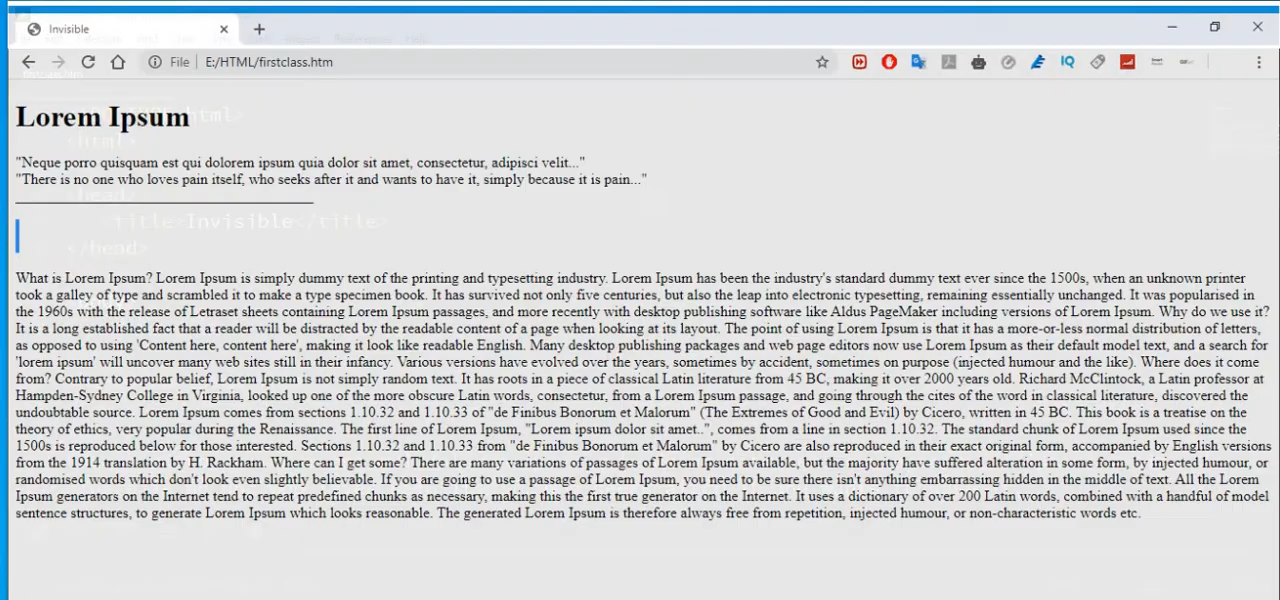 Invisible
File E:/HTML/firstclass.htm
Lorem Ipsum
html>
<html>
"Neque porro quisquam est qui dolorem ipsum quia dolor sit amet, consectetur, adipisci velit..."
"There is no one who loves pain itself, who seeks after it and wants to have it, simply because it is pain..."
<head>
<title>Invisible</title>
</head>
What is Lorem Ipsum? Lorem Ipsum is simply dummy text of the printing and typesetting industry. Lorem Ipsum has been the industry's standard dummy text ever since the 1500s, when an unknown printer
took a galley of type and scrambled it to make a type specimen book. It has survived not only five centuries, but also the leap into electronic typesetting, remaining essentially unchanged. It was popularised in
the 1960s with the release of Letraset sheets containing Lorem Ipsum passages, and more recently with desktop publishing software like Aldus PageMaker including versions of Lorem Ipsum. Why do we use it?
It is a long established fact that a reader will be distracted by the readable content of a page when looking at its layout. The point of using Lorem Ipsum is that it has a more-or-less normal distribution of letters,
as opposed to using 'Content here, content here', making it look like readable English. Many desktop publishing packages and web page editors now use Lorem Ipsum as their default model text, and a search for
'lorem ipsum' will uncover many web sites still in their infancy. Various versions have evolved over the years, sometimes by accident, sometimes on purpose (injected humour and the like). Where does it come
from? Contrary to popular belief, Lorem Ipsum is not simply random text. It has roots in a piece of classical Latin literature from 45 BC, making it over 2000 years old. Richard McClintock, a Latin professor at
Hampden-Sydney College in Virginia, looked up one of the more obscure Latin words, consectetur, from a Lorem Ipsum passage, and going through the cites of the word in classical literature, discovered the
undoubtable source. Lorem Ipsum comes from sections 1.10.32 and 1.10.33 of "de Finibus Bonorum et Malorum" (The Extremes of Good and Evil) by Cicero, written in 45 BC. This book is a treatise on the
theory of ethics, very popular during the Renaissance. The first line of Lorem Ipsum, "Lorem ipsum dolor sit amet..", comes from a line in section 1.10.32. The standard chunk of Lorem Ipsum used since the
1500s is reproduced below for those interested. Sections 1.10.32 and 1.10.33 from "de Finibus Bonorum et Malorum" by Cicero are also reproduced in their exact original form, accompanied by English versions
from the 1914 translation by H. Rackham. Where can I get some? There are many variations of passages of Lorem Ipsum available, but the majority have suffered alteration in some form, by injected humour, or
randomised words which don't look even slightly believable. If you are going to use a passage of Lorem Ipsum, you need to be sure there isn't anything embarrassing hidden in the middle of text. All the Lorem
Ipsum generators on the Internet tend to repeat predefined chunks as necessary, making this the first true generator on the Internet. It uses a dictionary of over 200 Latin words, combined with a handful of model
sentence structures, to generate Lorem Ipsum which looks reasonable. The generated Lorem Ipsum is therefore always free from repetition, injected humour, or non-characteristic words etc.